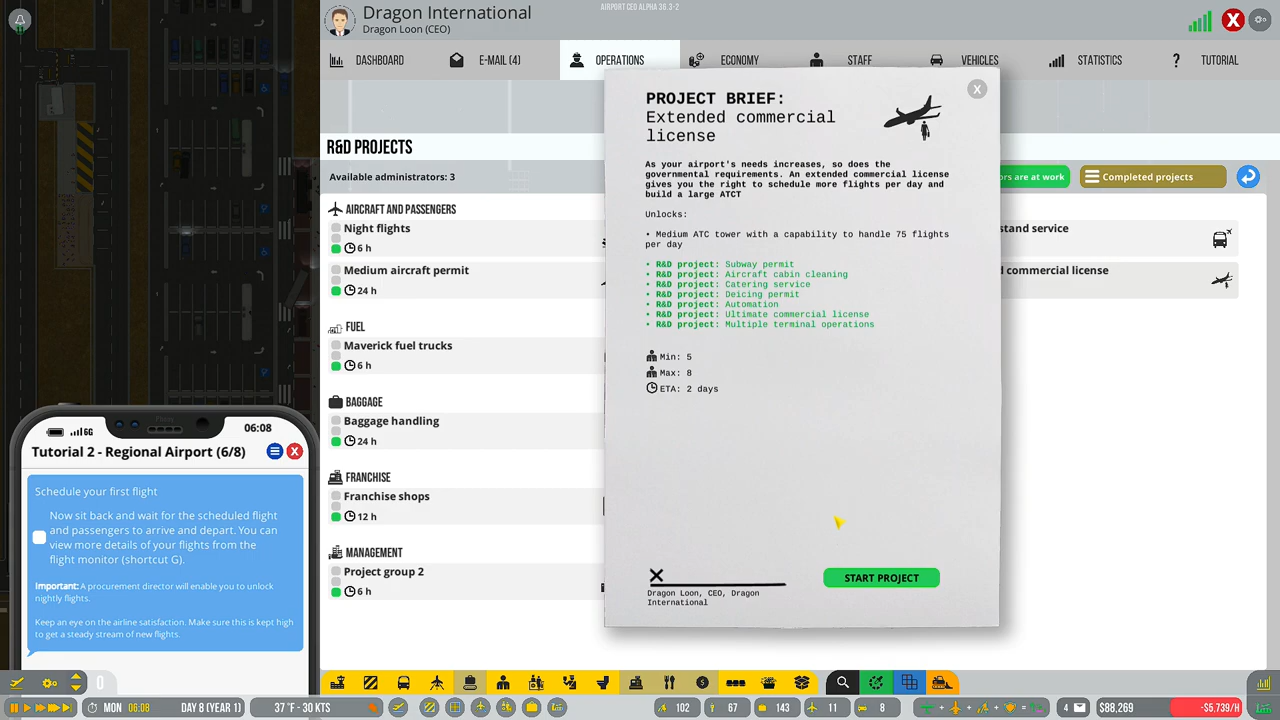 AIRPORT CEO ALPHA 36.3-2
Dragon International
Dragon Loon (CEO)
DASHBOARD
E-MAIL (4)
OPERATIONS
ECONOMY
STAFF
VEHICLES
STATISTICS
? TUTORIAL
R&D PROJECTS
Available administrators: 3
ors are at work
Completed projects
AIRCRAFT AND PASSENGERS
Night flights
6 h
Medium aircraft permit
24 h
FUEL
Maverick fuel trucks
6 h
BAGGAGE
Baggage handling
24 h
FRANCHISE
Franchise shops
12 h
MANAGEMENT
Project group 2
6 h
stand service
d commercial license
PROJECT BRIEF:
Extended commercial
license
X
As your airport's needs increases, so does the
governmental requirements. An extended commercial license
gives you the right to schedule more flights per day and
build a large ATCT
Unlocks:
• Medium ATC tower with a capability to handle 75 flights
per day
• R&D project: Subway permit
• R&D project: Aircraft cabin cleaning
• R&D project: Catering service
• R&D project: Deicing permit
• R&D project: Automation
• R&D project: Ultimate commercial license
• R&D project: Multiple terminal operations
Min: 5
Max: 8
ETA: 2 days
Dragon Loon, CEO, Dragon
International
START PROJECT
6G
06:08
Tutorial 2 - Regional Airport (6/8)
Schedule your first flight
Now sit back and wait for the scheduled flight
and passengers to arrive and depart. You can
view more details of your flights from the
flight monitor (shortcut G).
Important: A procurement director will enable you to unlock
nightly flights.
Keep an eye on the airline satisfaction. Make sure this is kept high
to get a steady stream of new flights.
0
MON 06:08
DAY 8 (YEAR 1)
37 °F - 30 KTS
102
67
143
11
8
4
$88,269
-$5.739/H